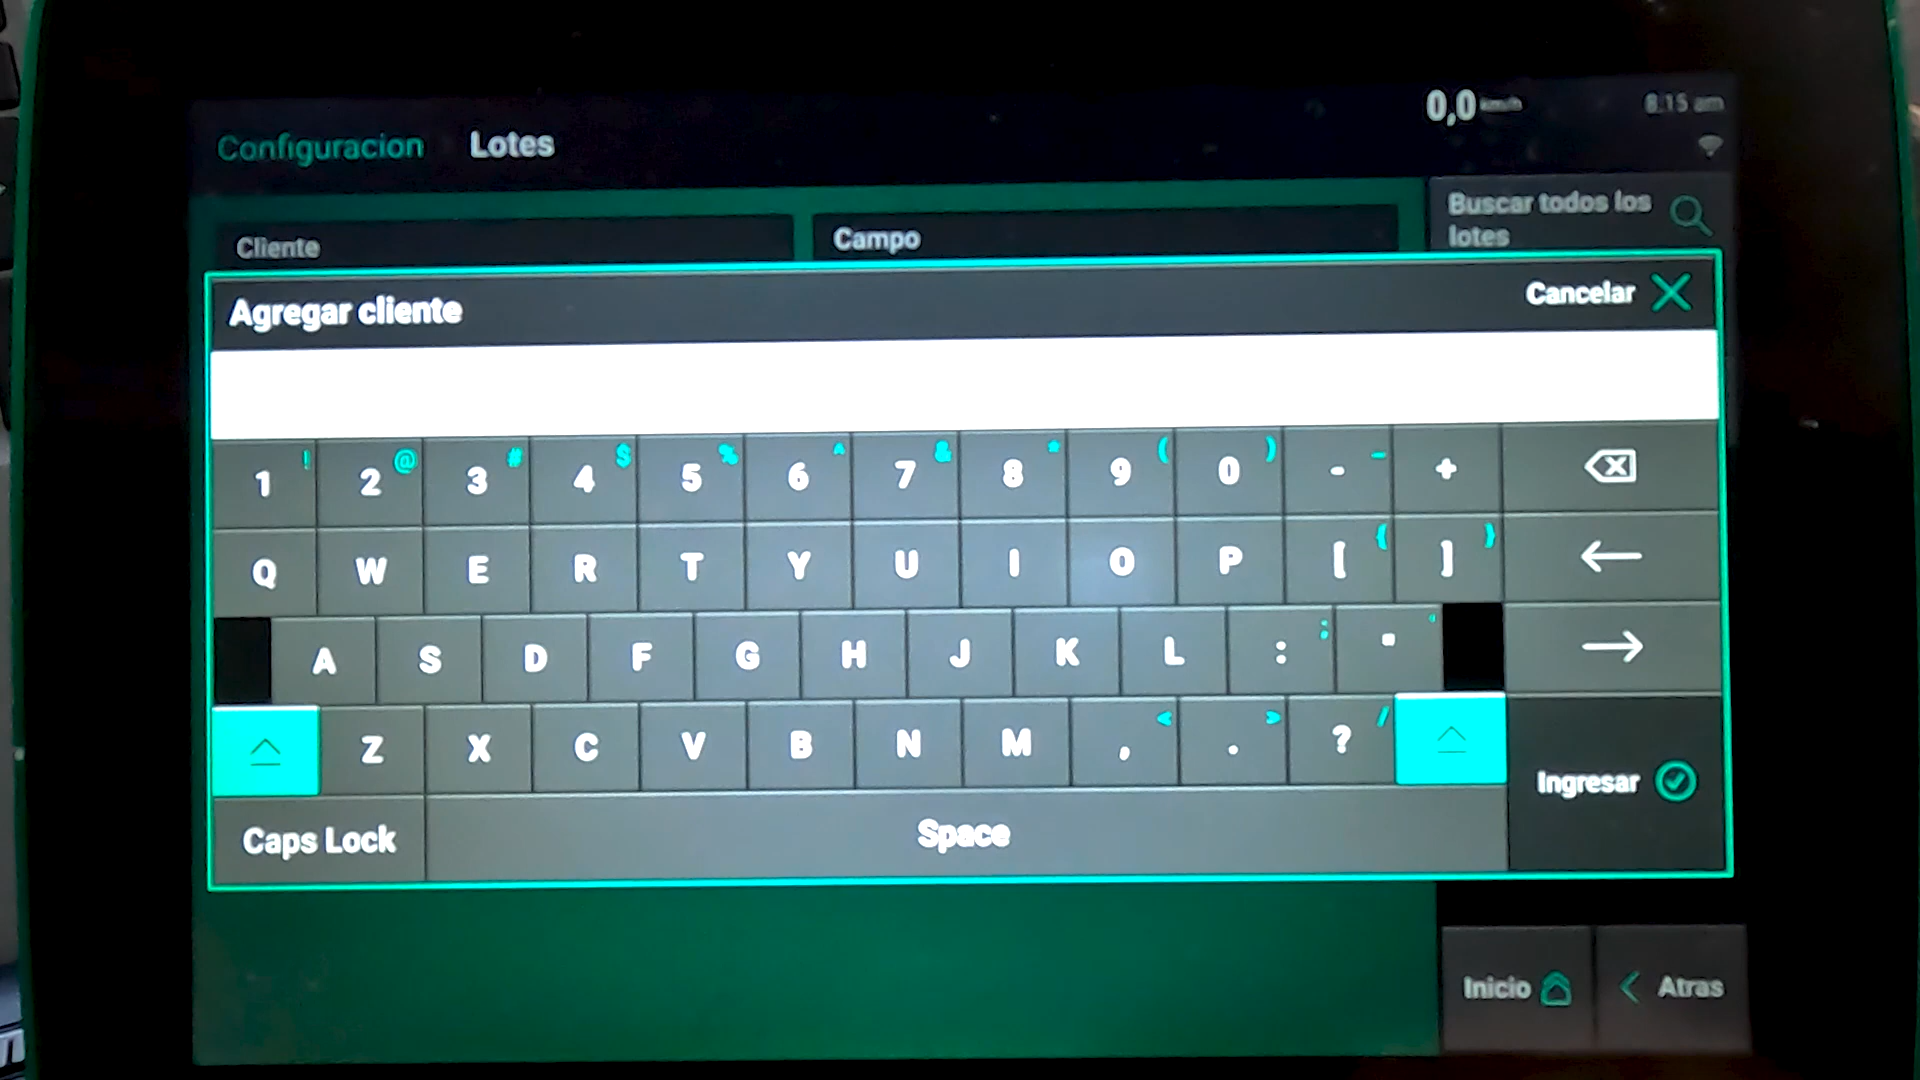 0,0 km/h 8:15 am
Configuracion Lotes
Buscar todos los
lotes
Cliente Campo
Agregar cliente Cancelar
1 ! 2 @ 3 # 4 $ 5 % 6 ^ 7 & 8 * 9 ( 0 ) - _ +
Q W E R T Y U I O P [ { ] }
A S D F G H J K L : ; " '
Z X C V B N M , < . > ? /
Ingresar
Caps Lock Space
Inicio Atras